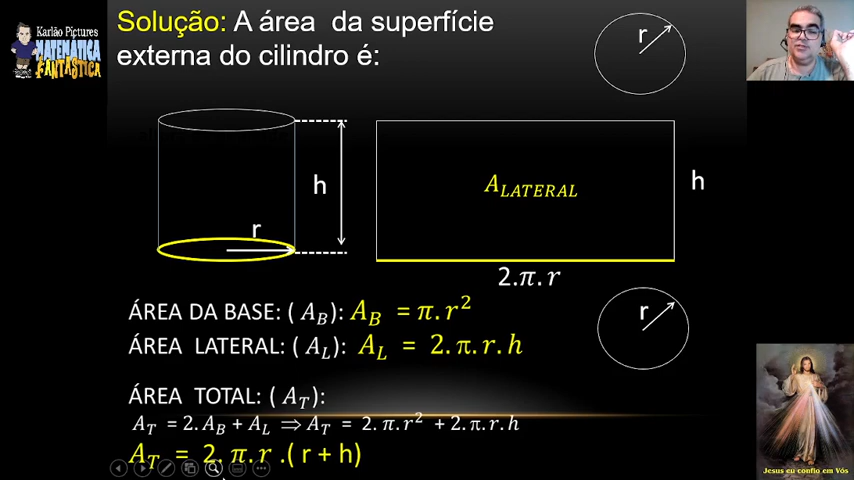 Karlão Pictures
MATEMÁTICA
FANTÁSTICA
Solução: A área da superfície
externa do cilindro é:
r
h
r
A_LATERAL
h
2.π.r
r
ÁREA DA BASE: ( A_B): A_B = π.r²
ÁREA LATERAL: ( A_L): A_L = 2.π.r.h
ÁREA TOTAL: ( A_T):
A_T = 2.A_B + A_L ⟹ A_T = 2.π.r² + 2.π.r.h
A_T = 2.π.r .( r + h)
Jesus eu confio em Vós